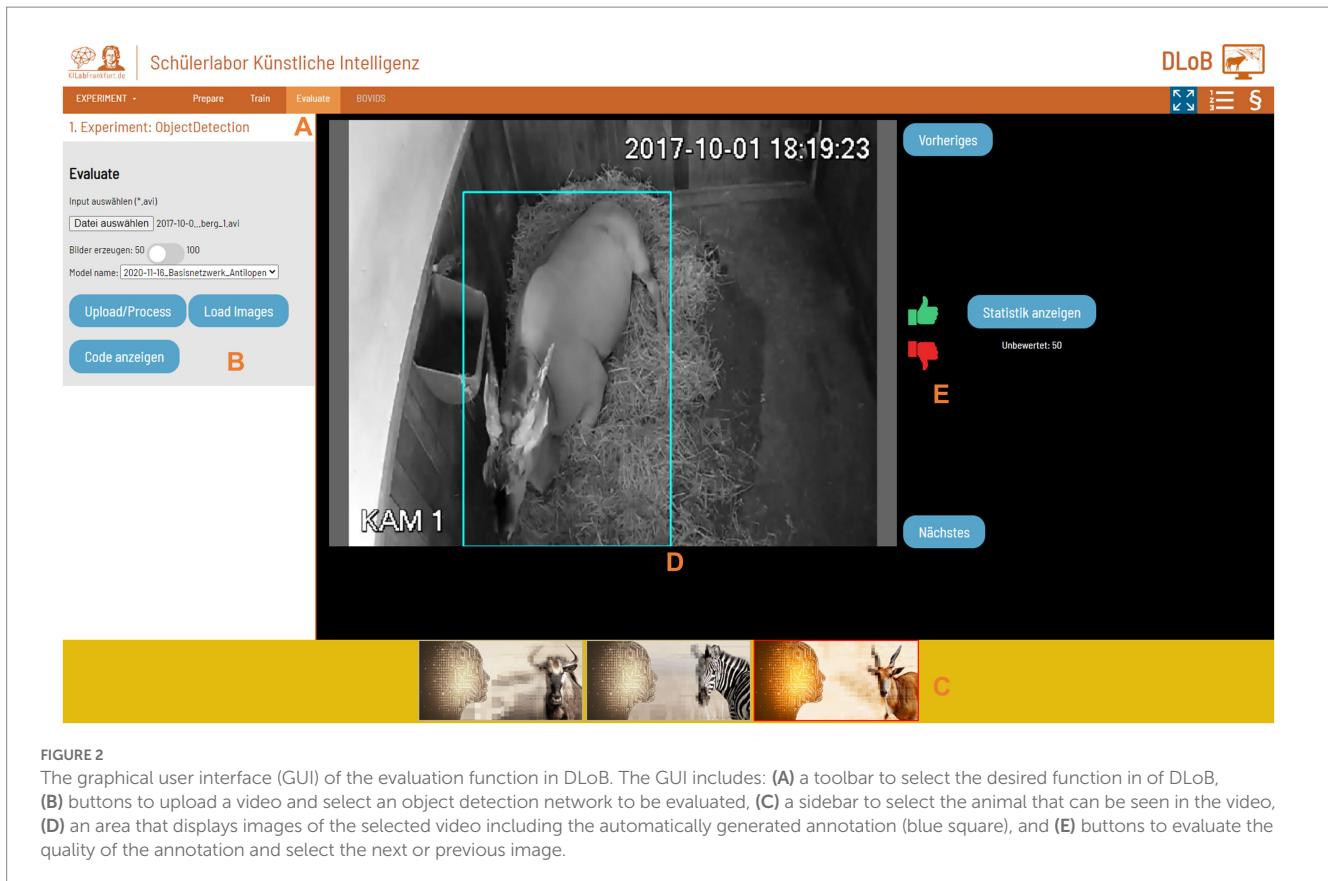 KILabFrankfurt.de
Schülerlabor Künstliche Intelligenz
DLoB
EXPERIMENT
Prepare
Train
Evaluate
BOVIDS
1
2
3
§
1. Experiment: ObjectDetection
A
Evaluate
Input auswählen (*.avi)
Datei auswählen 2017-10-0...berg_1.avi
Bilder erzeugen: 50 100
Model name: 2020-11-16_Basisnetzwerk_Antilopen
Upload/Process
Load Images
Code anzeigen
B
2017-10-01 18:19:23
KAM 1
D
Vorheriges
Statistik anzeigen
Unbewertet: 50
E
Nächstes
C
FIGURE 2
The graphical user interface (GUI) of the evaluation function in DLoB. The GUI includes: (A) a toolbar to select the desired function in of DLoB,
(B) buttons to upload a video and select an object detection network to be evaluated, (C) a sidebar to select the animal that can be seen in the video,
(D) an area that displays images of the selected video including the automatically generated annotation (blue square), and (E) buttons to evaluate the
quality of the annotation and select the next or previous image.